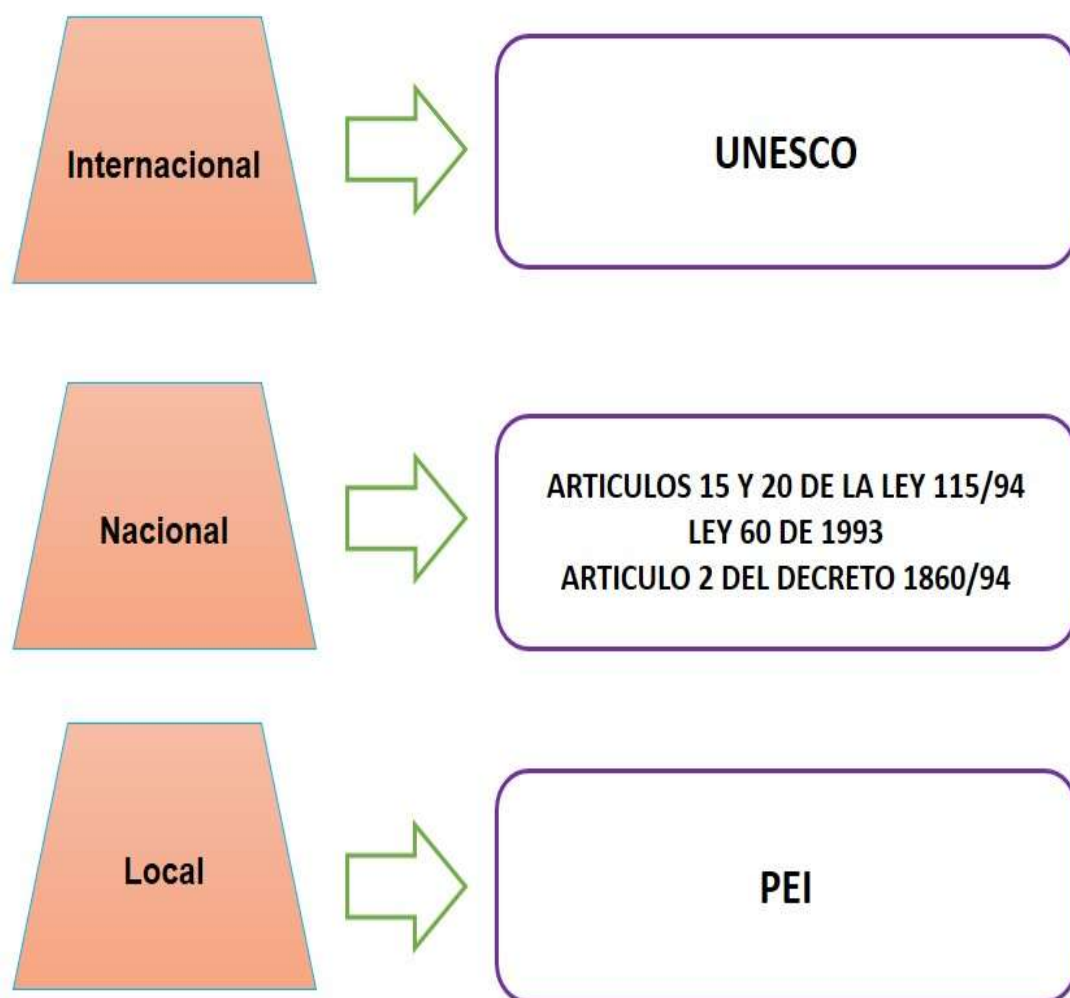 Internacional
UNESCO
Nacional
ARTICULOS 15 Y 20 DE LA LEY 115/94
LEY 60 DE 1993
ARTICULO 2 DEL DECRETO 1860/94
Local
PEI